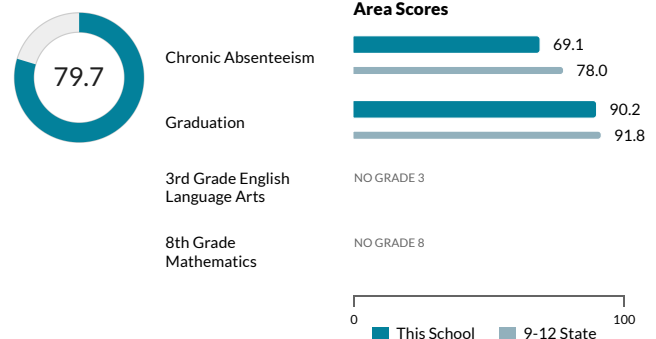 Area Scores
79.7
Chronic Absenteeism
69.1
78.0
Graduation
90.2
91.8
3rd Grade English
Language Arts
NO GRADE 3
8th Grade
Mathematics
NO GRADE 8
0
100
This School
9-12 State